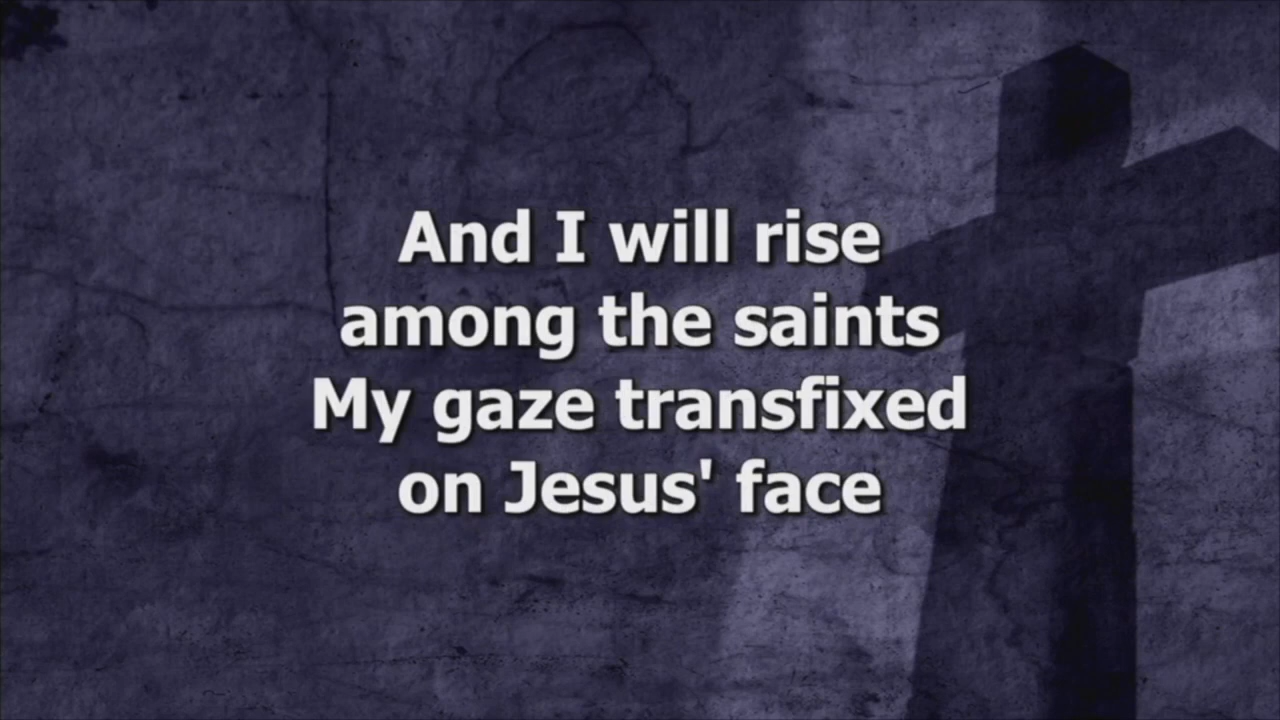 And I will rise
among the saints
My gaze transfixed
on Jesus' face